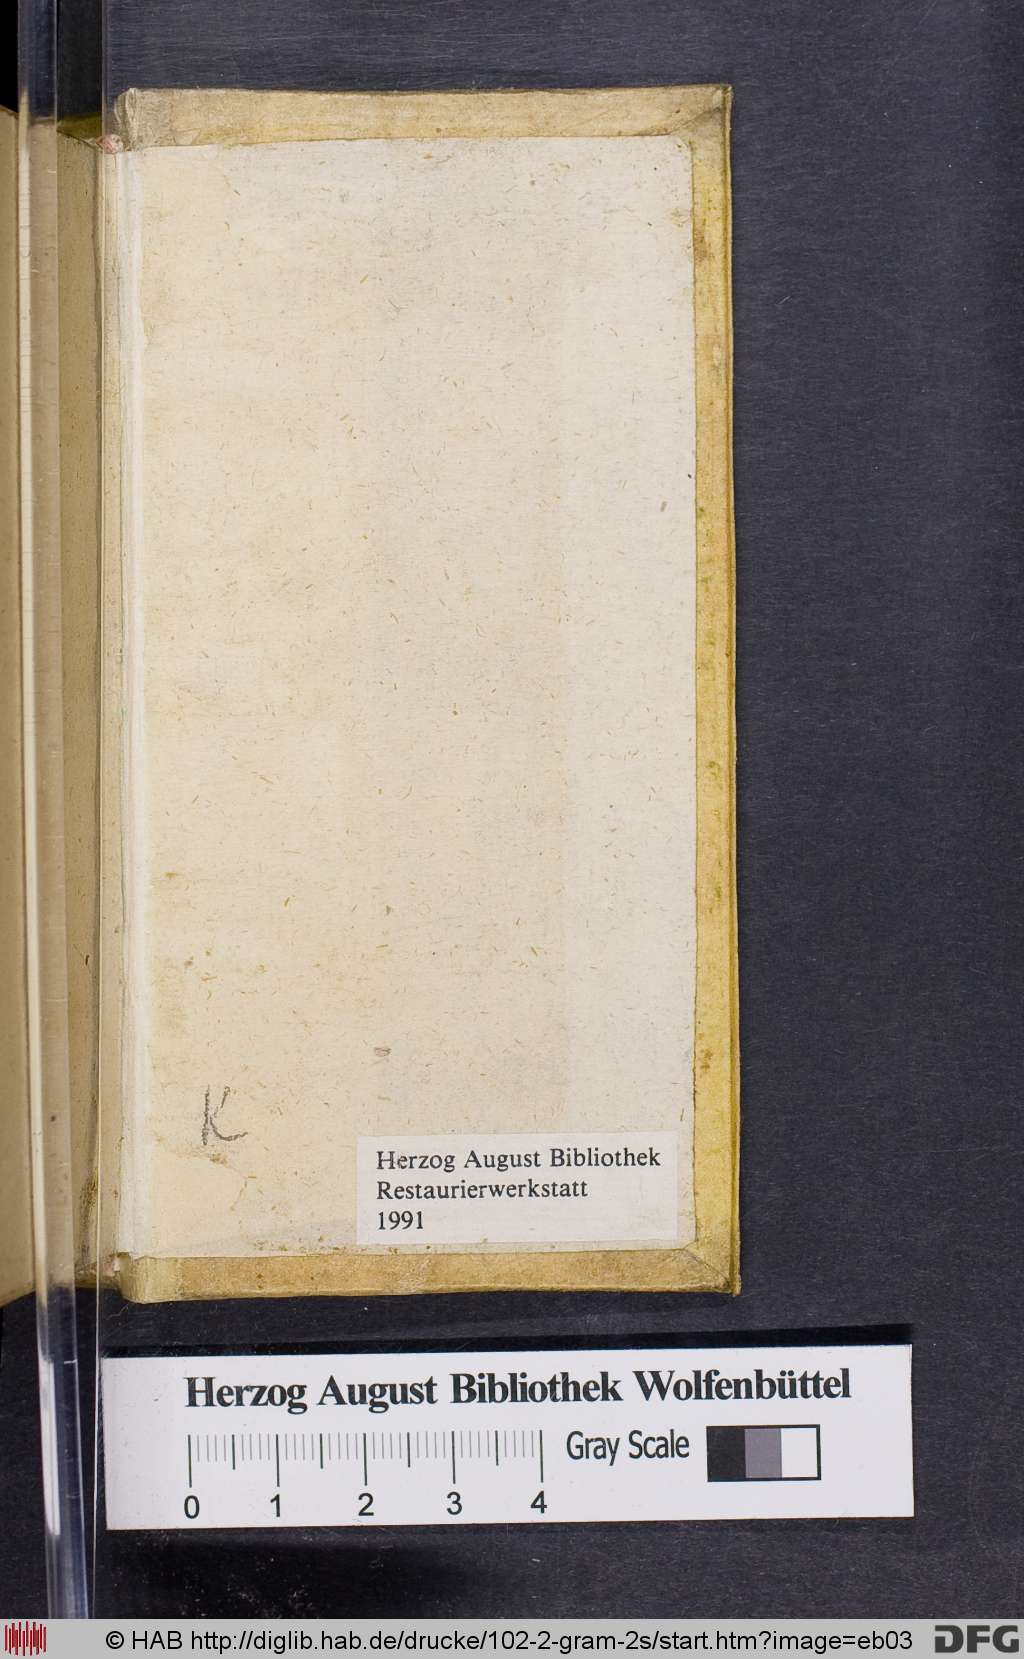 K
Herzog August Bibliothek
Restaurierwerkstatt
1991
Herzog August Bibliothek Wolfenbüttel
Gray Scale
0 1 2 3 4
© HAB http://diglib.hab.de/drucke/102-2-gram-2s/start.htm?image=eb03
DFG